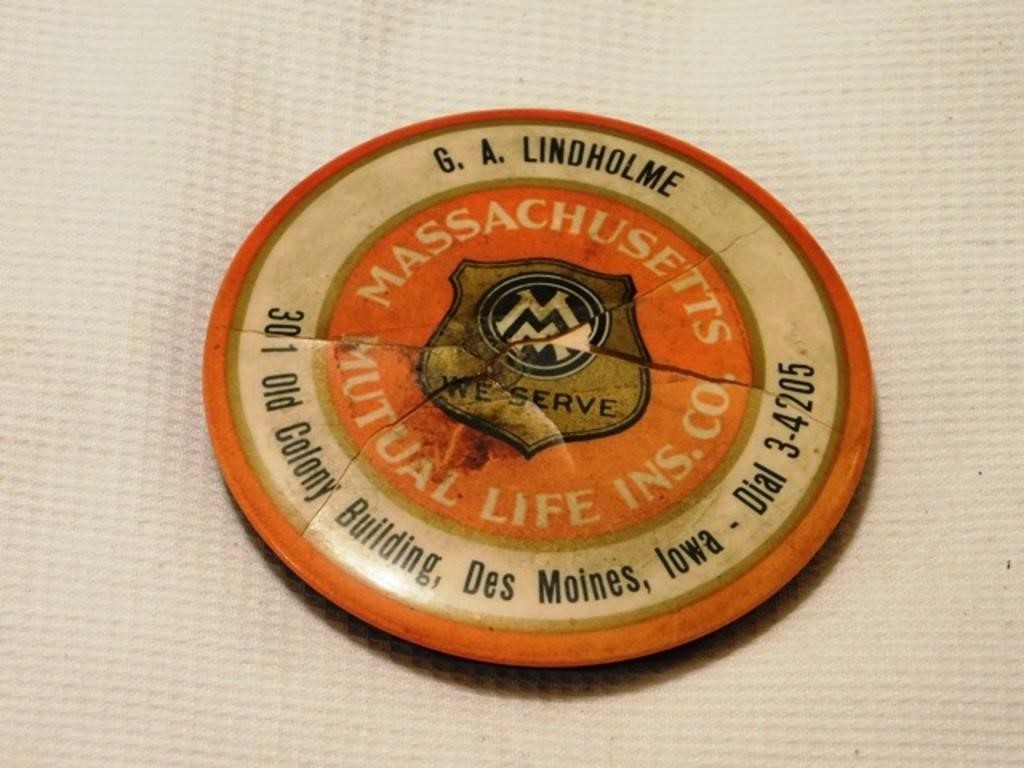 G. A. LINDHOLME
MASSACHUSETTS
MUTUAL LIFE INS. CO.
MM
WE SERVE
301 Old Colony Building, Des Moines, Iowa - Dial 3-4205